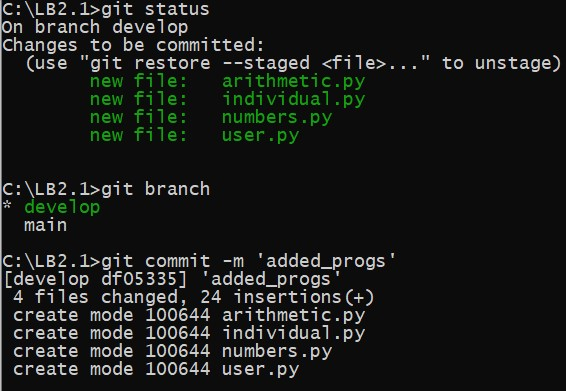 C:\LB2.1>git status
On branch develop
Changes to be committed:
  (use "git restore --staged <file>..." to unstage)
        new file:   arithmetic.py
        new file:   individual.py
        new file:   numbers.py
        new file:   user.py
C:\LB2.1>git branch
* develop
  main
C:\LB2.1>git commit -m 'added_progs'
[develop df05335] 'added_progs'
 4 files changed, 24 insertions(+)
 create mode 100644 arithmetic.py
 create mode 100644 individual.py
 create mode 100644 numbers.py
 create mode 100644 user.py